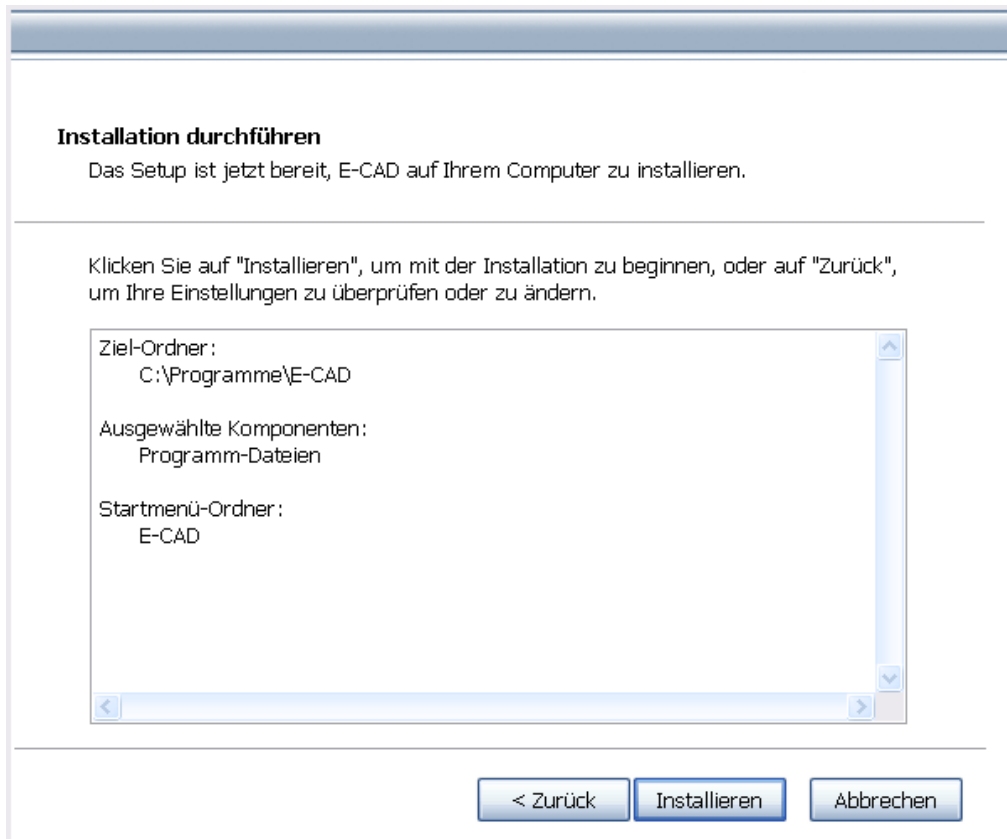 Installation durchführen
Das Setup ist jetzt bereit, E-CAD auf Ihrem Computer zu installieren.
Klicken Sie auf "Installieren", um mit der Installation zu beginnen, oder auf "Zurück",
um Ihre Einstellungen zu überprüfen oder zu ändern.
Ziel-Ordner:
C:\Programme\E-CAD
Ausgewählte Komponenten:
Programm-Dateien
Startmenü-Ordner:
E-CAD
< Zurück
Installieren
Abbrechen